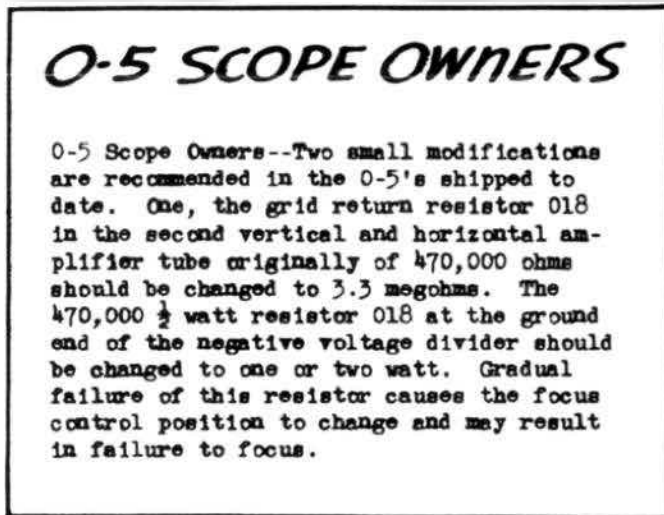 O-5 SCOPE OWNERS
0-5 Scope Owners--Two small modifications
are recommended in the 0-5's shipped to
date. One, the grid return resistor 018
in the second vertical and horizontal am-
plifier tube originally of 470,000 ohms
should be changed to 3.3 megohms. The
470,000 ½ watt resistor 018 at the ground
end of the negative voltage divider should
be changed to one or two watt. Gradual
failure of this resistor causes the focus
control position to change and may result
in failure to focus.